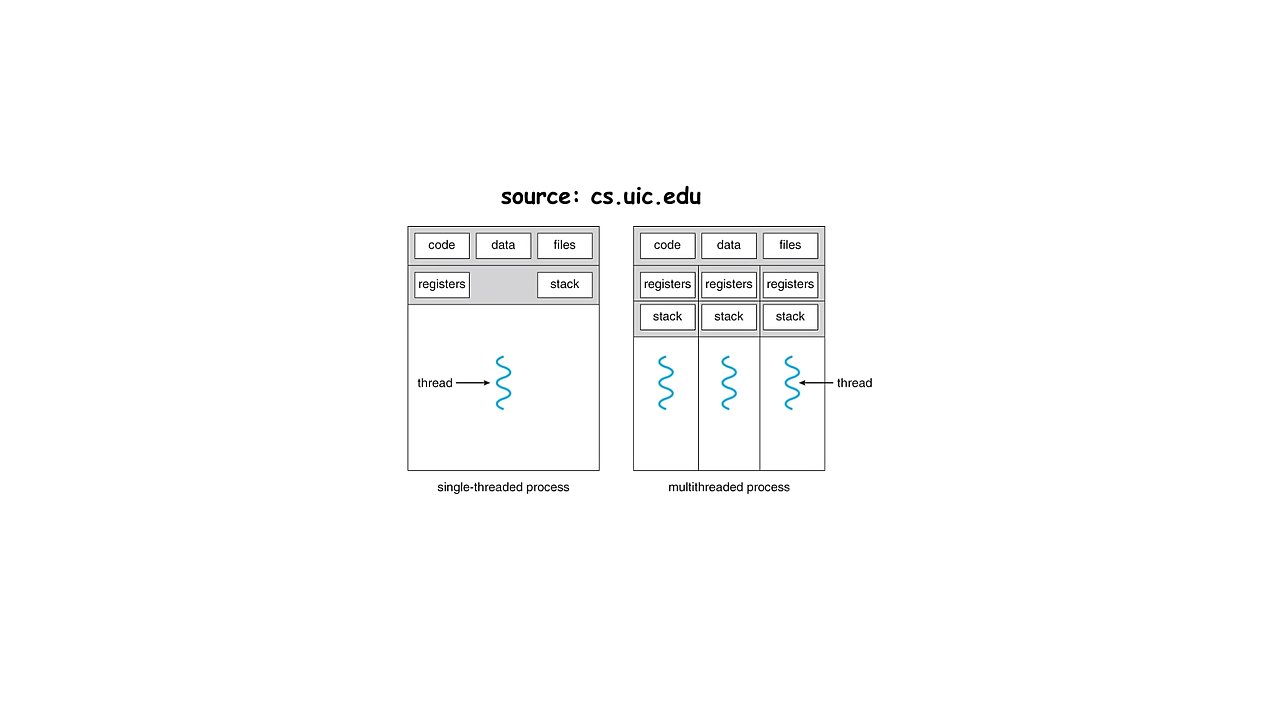 source: cs.uic.edu
code data files
registers stack
thread
single-threaded process
code data files
registers registers registers
stack stack stack
thread
multithreaded process